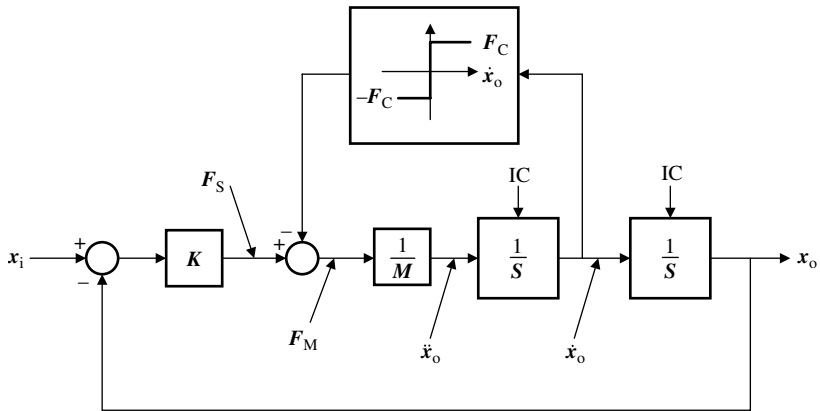 F_C
ẋ_o
−F_C
F_S
IC
IC
x_i
+
−
K
+
−
1/M
1/S
1/S
x_o
F_M
ẍ_o
ẋ_o